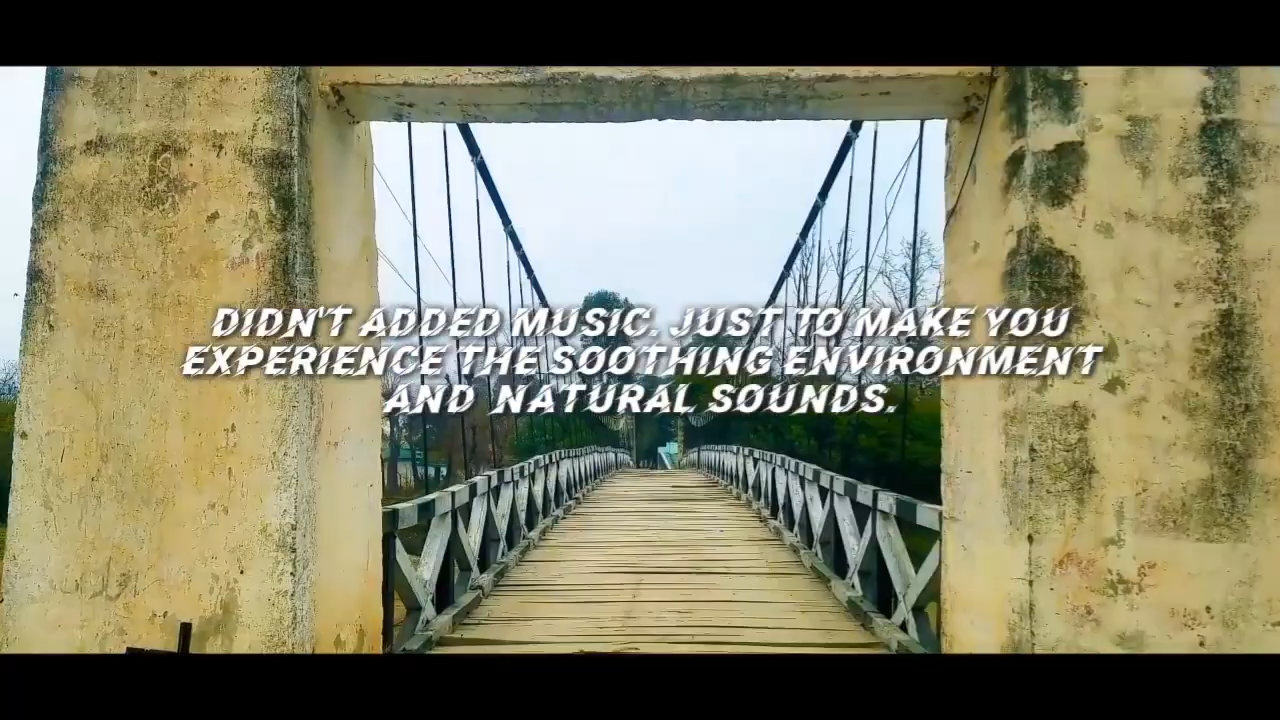 DIDN'T ADDED MUSIC. JUST TO MAKE YOU
EXPERIENCE THE SOOTHING ENVIRONMENT
AND NATURAL SOUNDS.